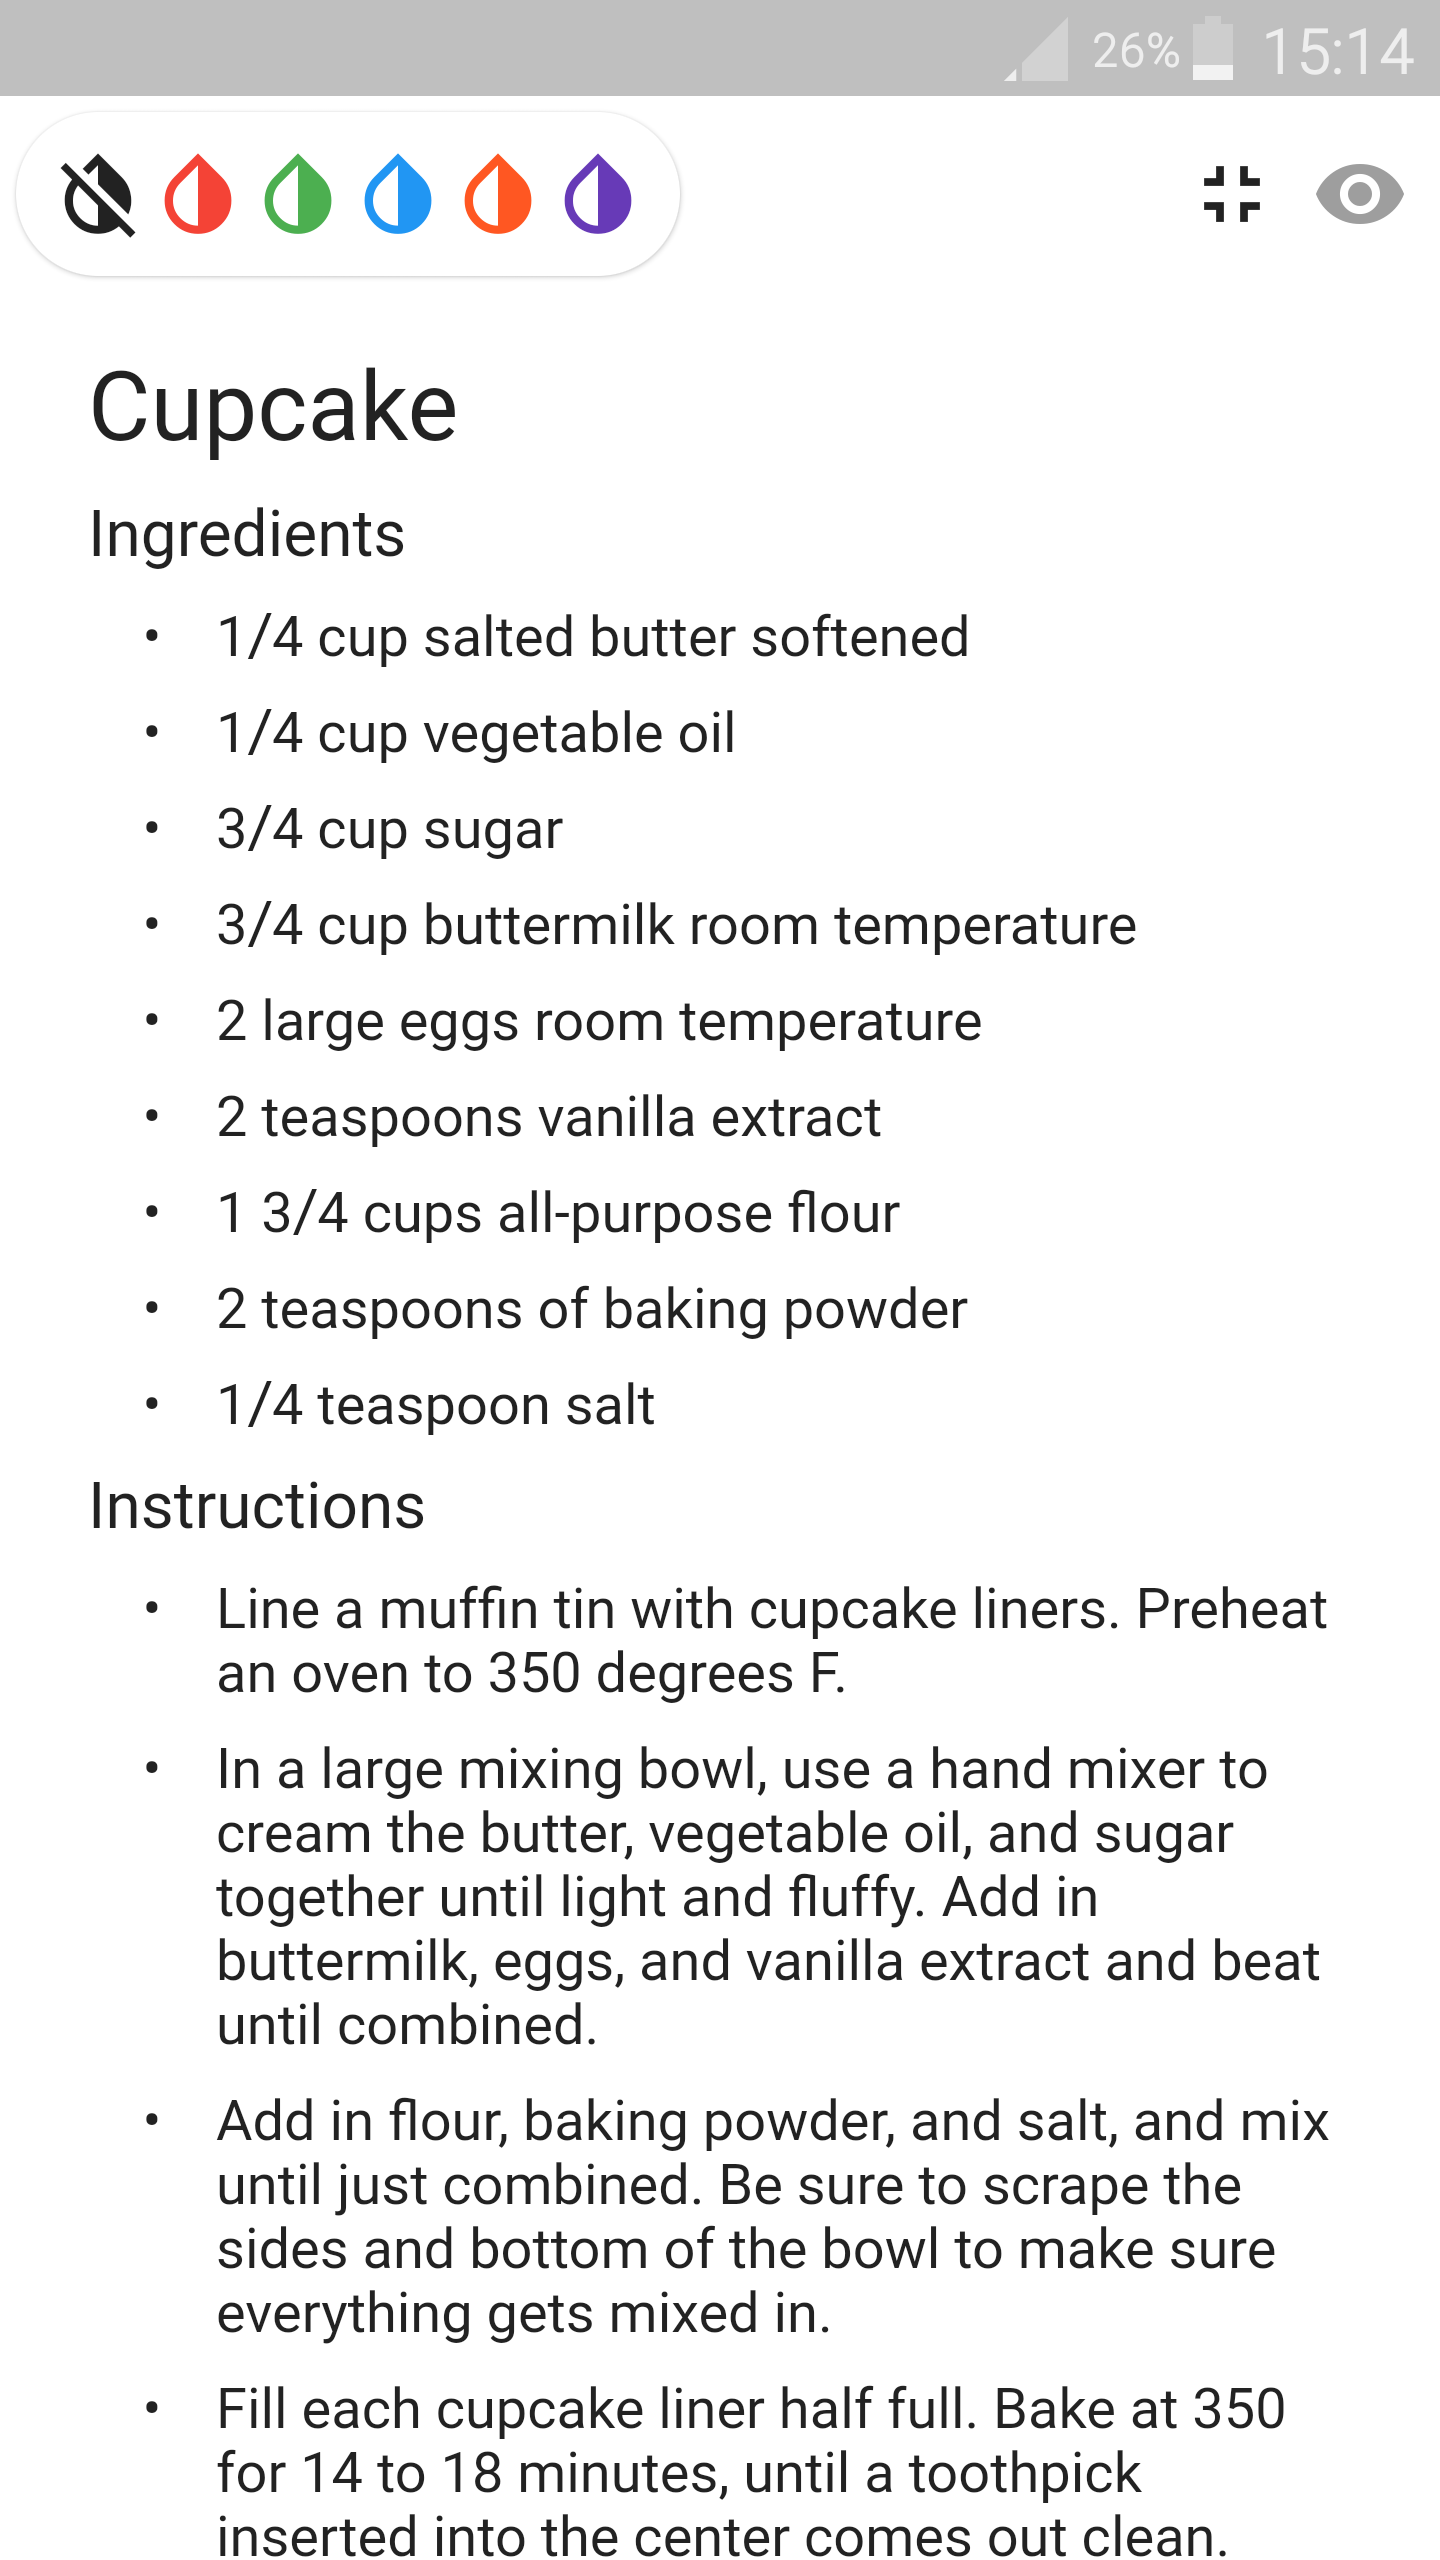 26% 15:14
Cupcake
Ingredients
• 1/4 cup salted butter softened
• 1/4 cup vegetable oil
• 3/4 cup sugar
• 3/4 cup buttermilk room temperature
• 2 large eggs room temperature
• 2 teaspoons vanilla extract
• 1 3/4 cups all-purpose flour
• 2 teaspoons of baking powder
• 1/4 teaspoon salt
Instructions
• Line a muffin tin with cupcake liners. Preheat
an oven to 350 degrees F.
• In a large mixing bowl, use a hand mixer to
cream the butter, vegetable oil, and sugar
together until light and fluffy. Add in
buttermilk, eggs, and vanilla extract and beat
until combined.
• Add in flour, baking powder, and salt, and mix
until just combined. Be sure to scrape the
sides and bottom of the bowl to make sure
everything gets mixed in.
• Fill each cupcake liner half full. Bake at 350
for 14 to 18 minutes, until a toothpick
inserted into the center comes out clean.